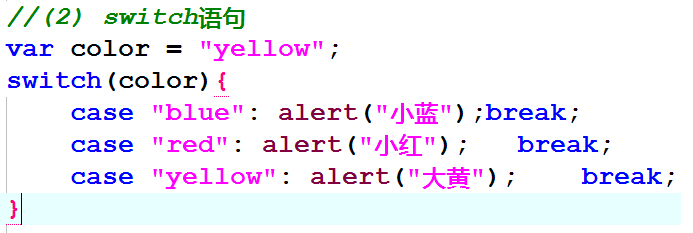 //(2) switch语句
var color = "yellow";
switch(color){
    case "blue": alert("小蓝");break;
    case "red": alert("小红");   break;
    case "yellow": alert("大黄");    break;
}